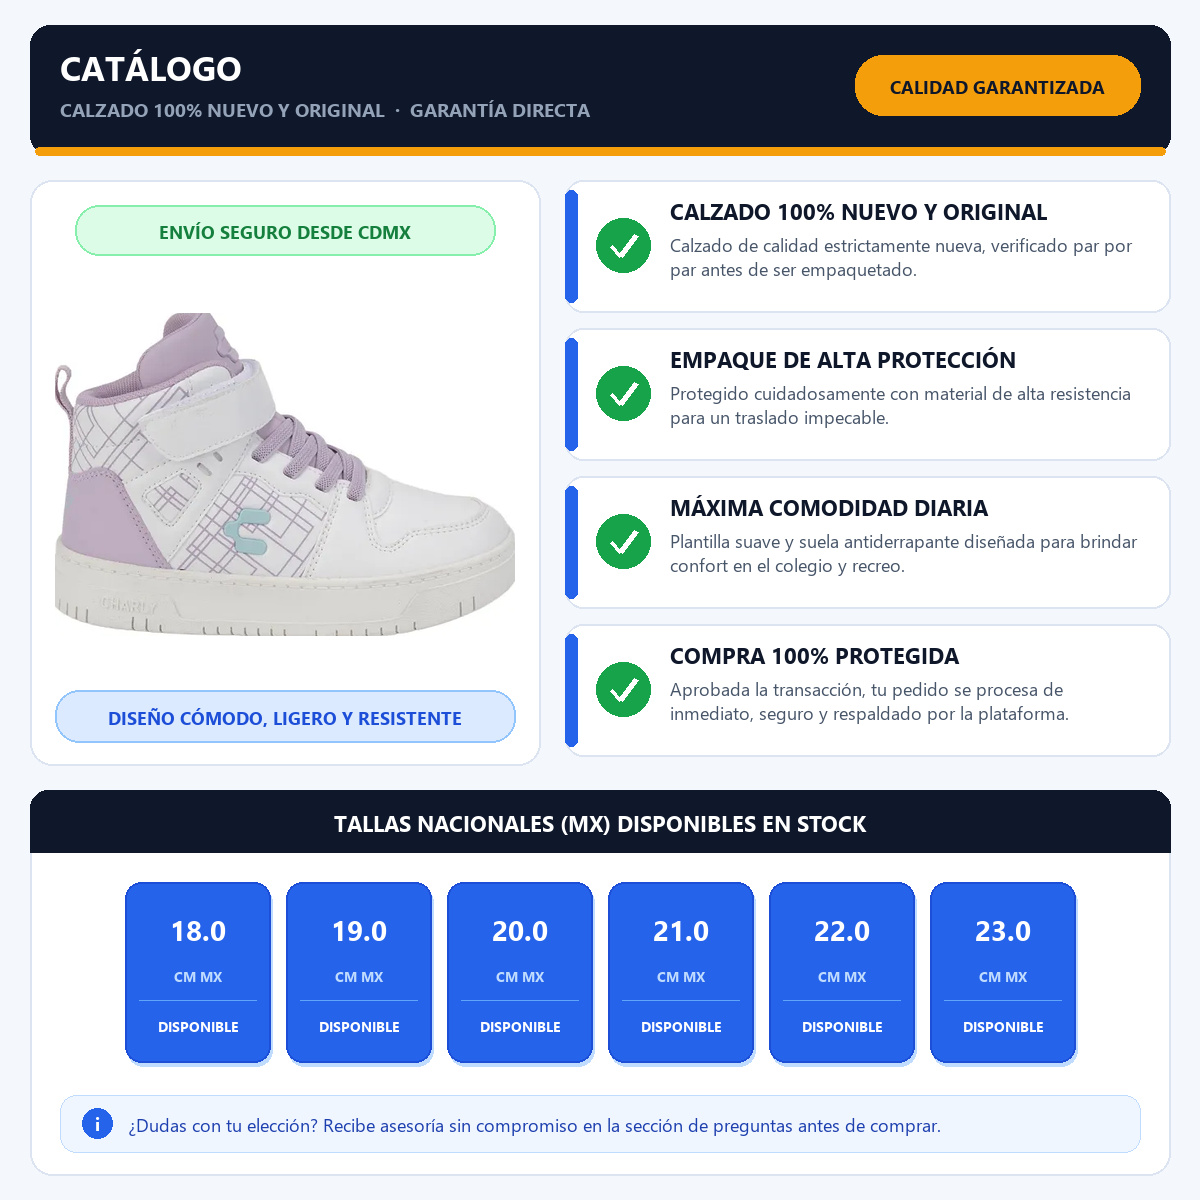 CATÁLOGO
CALZADO 100% NUEVO Y ORIGINAL · GARANTÍA DIRECTA
CALIDAD GARANTIZADA
ENVÍO SEGURO DESDE CDMX
CHARLY
DISEÑO CÓMODO, LIGERO Y RESISTENTE
CALZADO 100% NUEVO Y ORIGINAL
Calzado de calidad estrictamente nueva, verificado par por
par antes de ser empaquetado.
EMPAQUE DE ALTA PROTECCIÓN
Protegido cuidadosamente con material de alta resistencia
para un traslado impecable.
MÁXIMA COMODIDAD DIARIA
Plantilla suave y suela antiderrapante diseñada para brindar
confort en el colegio y recreo.
COMPRA 100% PROTEGIDA
Aprobada la transacción, tu pedido se procesa de
inmediato, seguro y respaldado por la plataforma.
TALLAS NACIONALES (MX) DISPONIBLES EN STOCK
18.0
CM MX
DISPONIBLE
19.0
CM MX
DISPONIBLE
20.0
CM MX
DISPONIBLE
21.0
CM MX
DISPONIBLE
22.0
CM MX
DISPONIBLE
23.0
CM MX
DISPONIBLE
¿Dudas con tu elección? Recibe asesoría sin compromiso en la sección de preguntas antes de comprar.